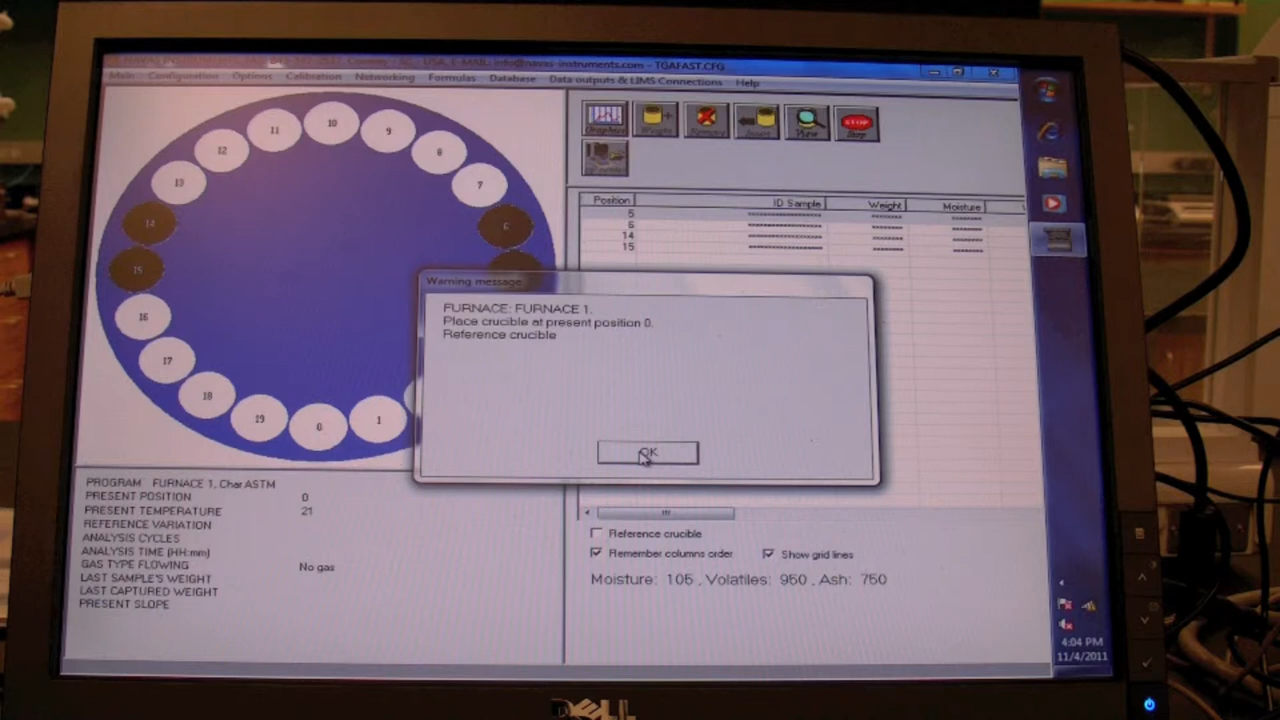 USA, E-MAIL: info@navas-instruments.com - TGAFAST.CFG
Main Configuration Options Calibration Networking Formulas Database Data outputs & LIMS Connections Help
10
11
9
12
8
13
7
14
6
15
16
17
18
19
0
1
Graphics
View
Stop
Position ID Sample Weight Moisture
5
6
14
15
Warning message
FURNACE: FURNACE 1.
Place crucible at present position 0.
Reference crucible
OK
PROGRAM FURNACE 1, Char ASTM
PRESENT POSITION 0
PRESENT TEMPERATURE 21
REFERENCE VARIATION
ANALYSIS CYCLES
ANALYSIS TIME (HH:mm)
GAS TYPE FLOWING No gas
LAST SAMPLE'S WEIGHT
LAST CAPTURED WEIGHT
PRESENT SLOPE
Reference crucible
Remember columns order Show grid lines
Moisture: 105 , Volatiles: 950 , Ash: 750
4:04 PM
11/4/2011
DELL